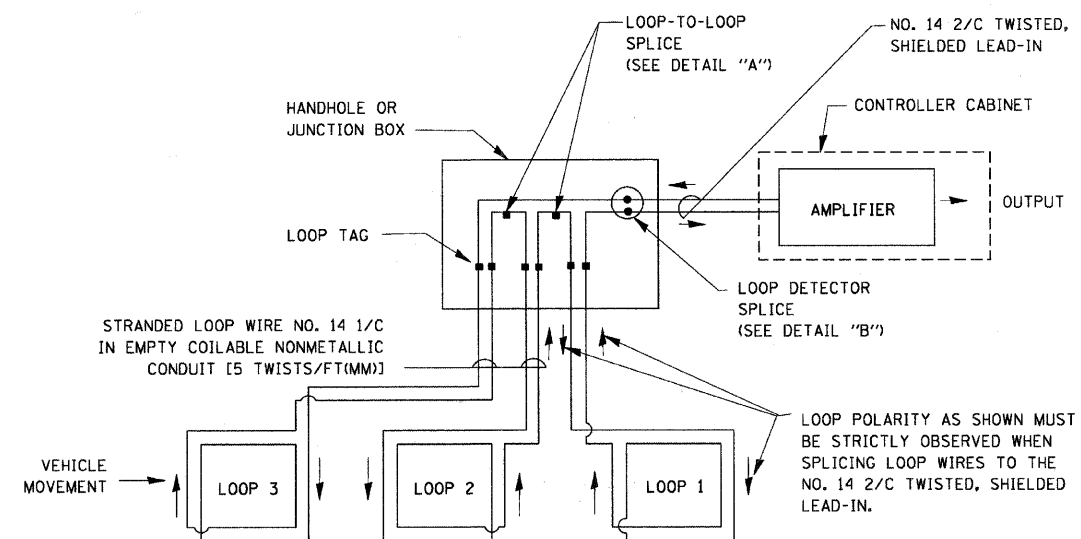 LOOP-TO-LOOP
SPLICE
(SEE DETAIL "A")
NO. 14 2/C TWISTED,
SHIELDED LEAD-IN
HANDHOLE OR
JUNCTION BOX
CONTROLLER CABINET
AMPLIFIER
OUTPUT
LOOP TAG
LOOP DETECTOR
SPLICE
(SEE DETAIL "B")
STRANDED LOOP WIRE NO. 14 1/C
IN EMPTY COILABLE NONMETALLIC
CONDUIT [5 TWISTS/FT(MM)]
LOOP POLARITY AS SHOWN MUST
BE STRICTLY OBSERVED WHEN
SPLICING LOOP WIRES TO THE
NO. 14 2/C TWISTED, SHIELDED
LEAD-IN.
VEHICLE
MOVEMENT
LOOP 3
LOOP 2
LOOP 1